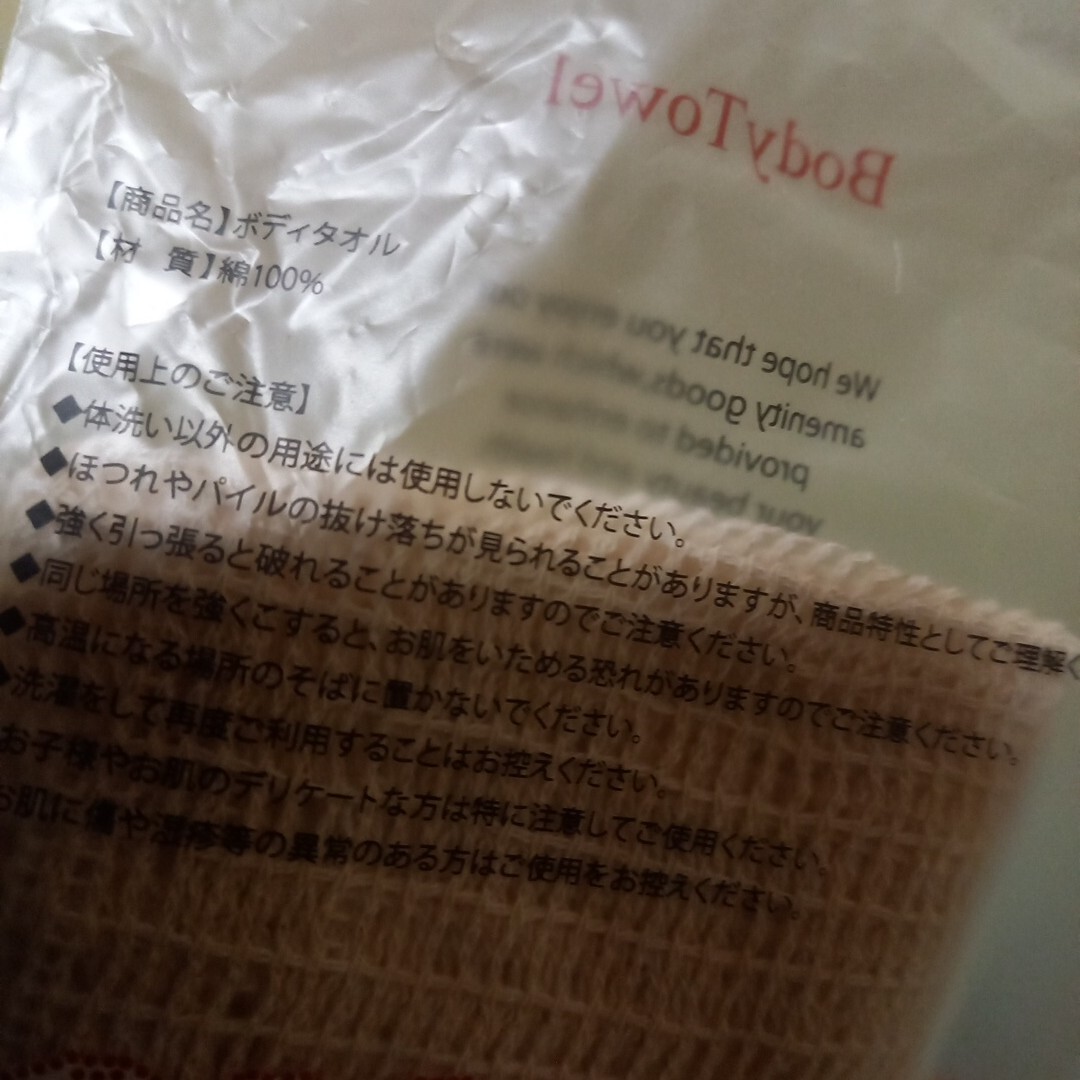 BodyTowel
We hope that you enjoy
amenity goods, which were
provided to enhance
your beauty
【商品名】ボディタオル
【材 質】綿100%
【使用上のご注意】
◆体洗い以外の用途には使用しないでください。
◆ほつれやパイルの抜け落ちが見られることがありますが、商品特性としてご理解く
◆強く引っ張ると破れることがありますのでご注意ください。
◆同じ場所を強くこすると、お肌をいためる恐れがありますのでご注意ください。
◆高温になる場所のそばに置かないでください。
◆洗濯をして再度ご利用することはお控えください。
お子様やお肌のデリケートな方は特に注意してご使用ください。
お肌に傷や湿疹等の異常のある方はご使用をお控えください。